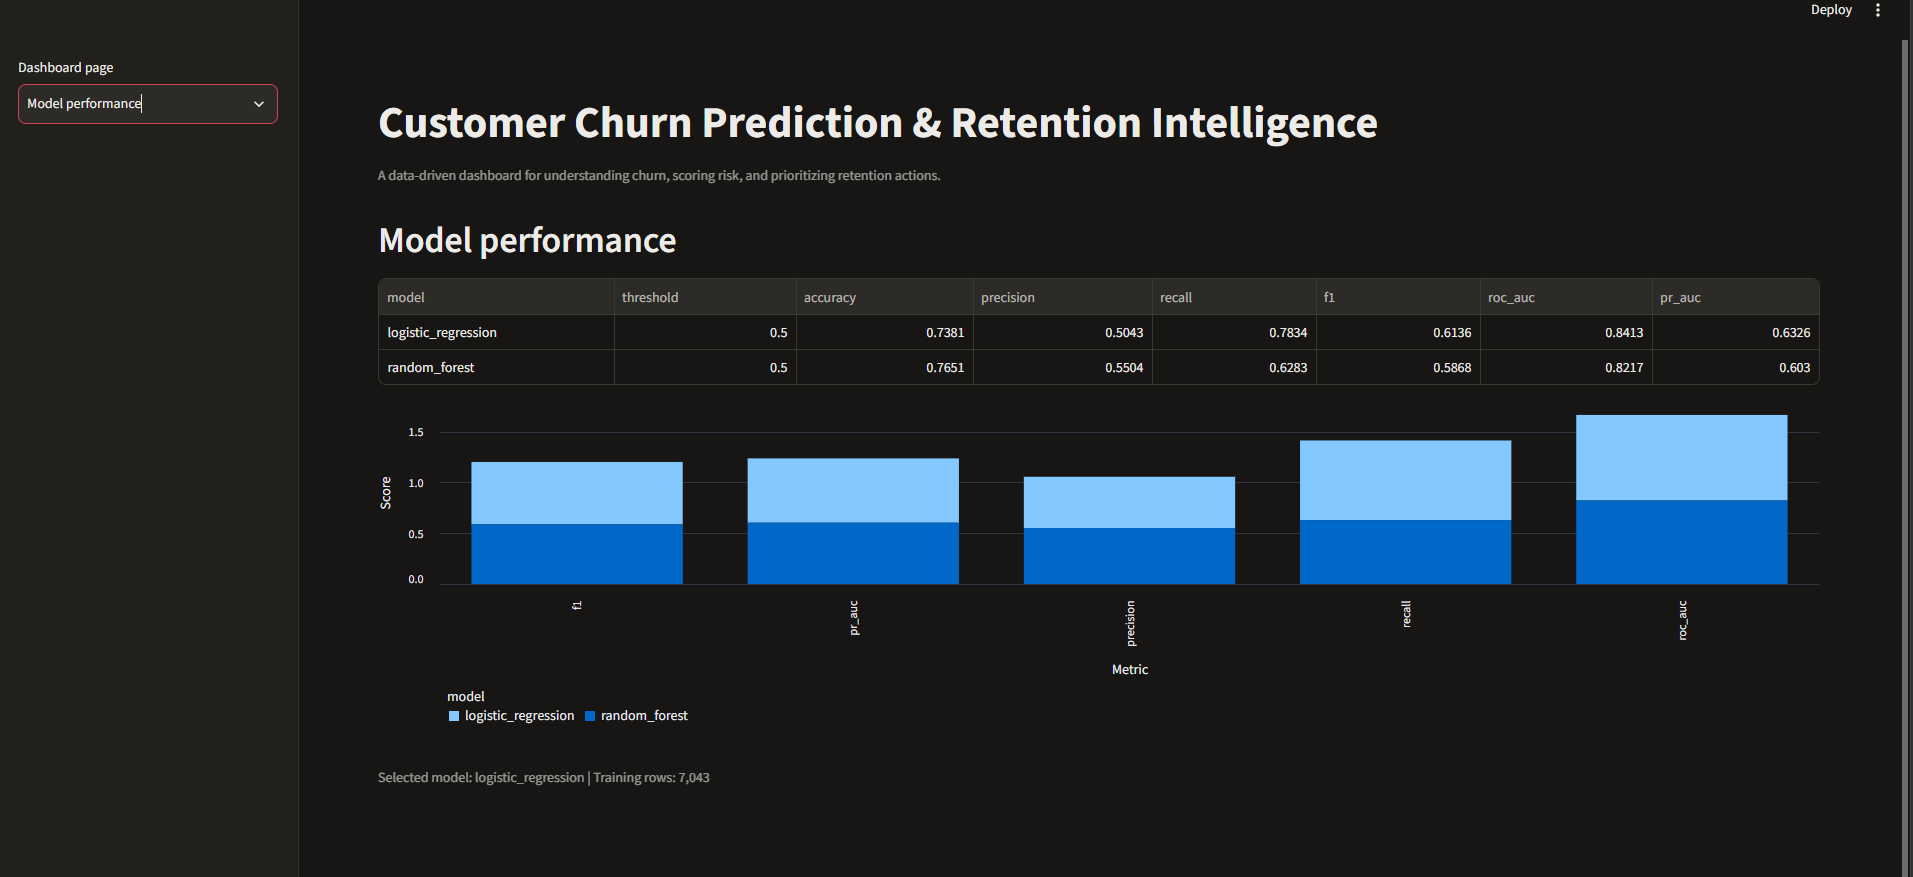 Deploy
Dashboard page
Model performance
Customer Churn Prediction & Retention Intelligence
A data-driven dashboard for understanding churn, scoring risk, and prioritizing retention actions.
Model performance
model threshold accuracy precision recall f1 roc_auc pr_auc
logistic_regression 0.5 0.7381 0.5043 0.7834 0.6136 0.8413 0.6326
random_forest 0.5 0.7651 0.5504 0.6283 0.5868 0.8217 0.603
Score
1.5
1.0
0.5
0.0
f1 pr_auc precision recall roc_auc
Metric
model
logistic_regression random_forest
Selected model: logistic_regression | Training rows: 7,043